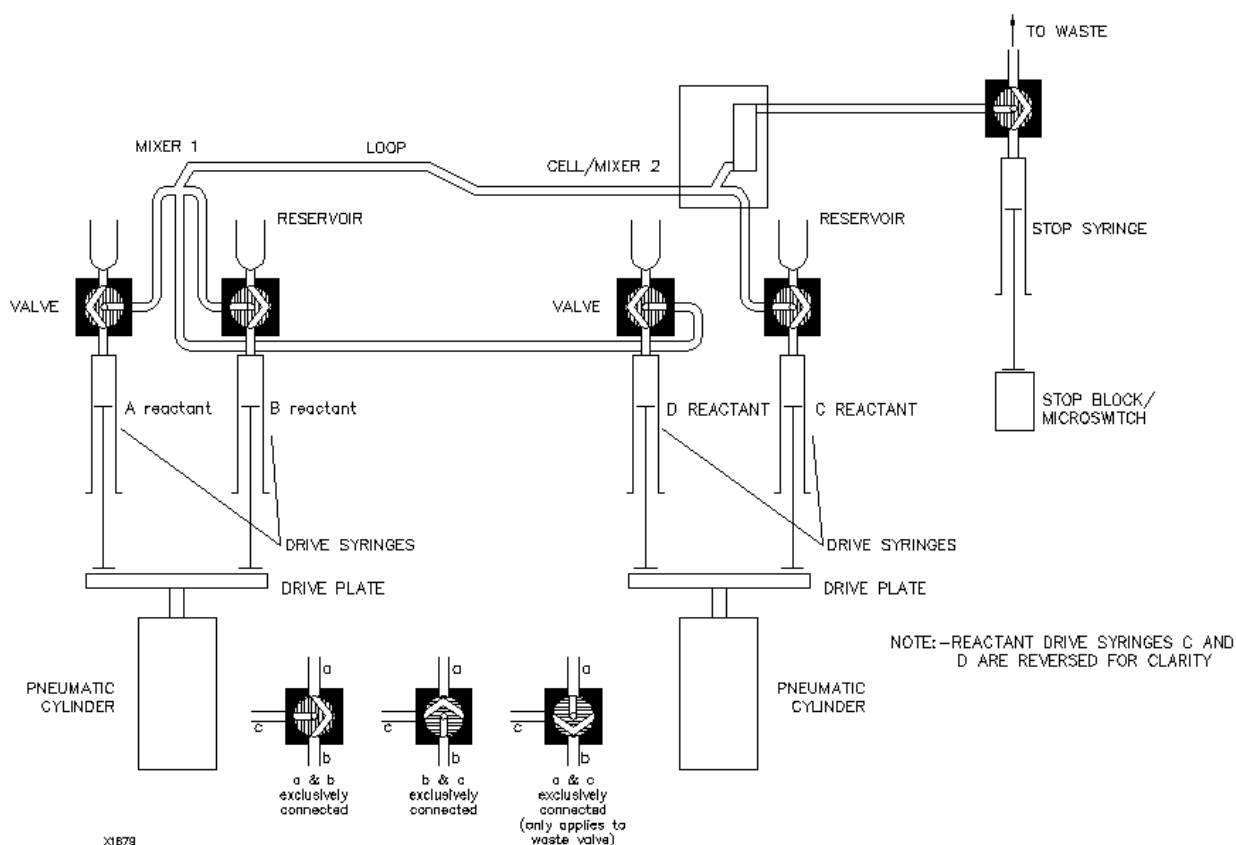 TO WASTE
MIXER 1
LOOP
CELL/MIXER 2
RESERVOIR
RESERVOIR
STOP SYRINGE
VALVE
VALVE
A reactant
B reactant
D REACTANT
C REACTANT
STOP BLOCK/
MICROSWITCH
DRIVE SYRINGES
DRIVE SYRINGES
DRIVE PLATE
DRIVE PLATE
NOTE:-REACTANT DRIVE SYRINGES C AND
D ARE REVERSED FOR CLARITY
PNEUMATIC
CYLINDER
PNEUMATIC
CYLINDER
a
c
b
a & b
exclusively
connected
a
c
b
b & c
exclusively
connected
a
c
b
a & c
exclusively
connected
(only applies to
waste valve)
X1679